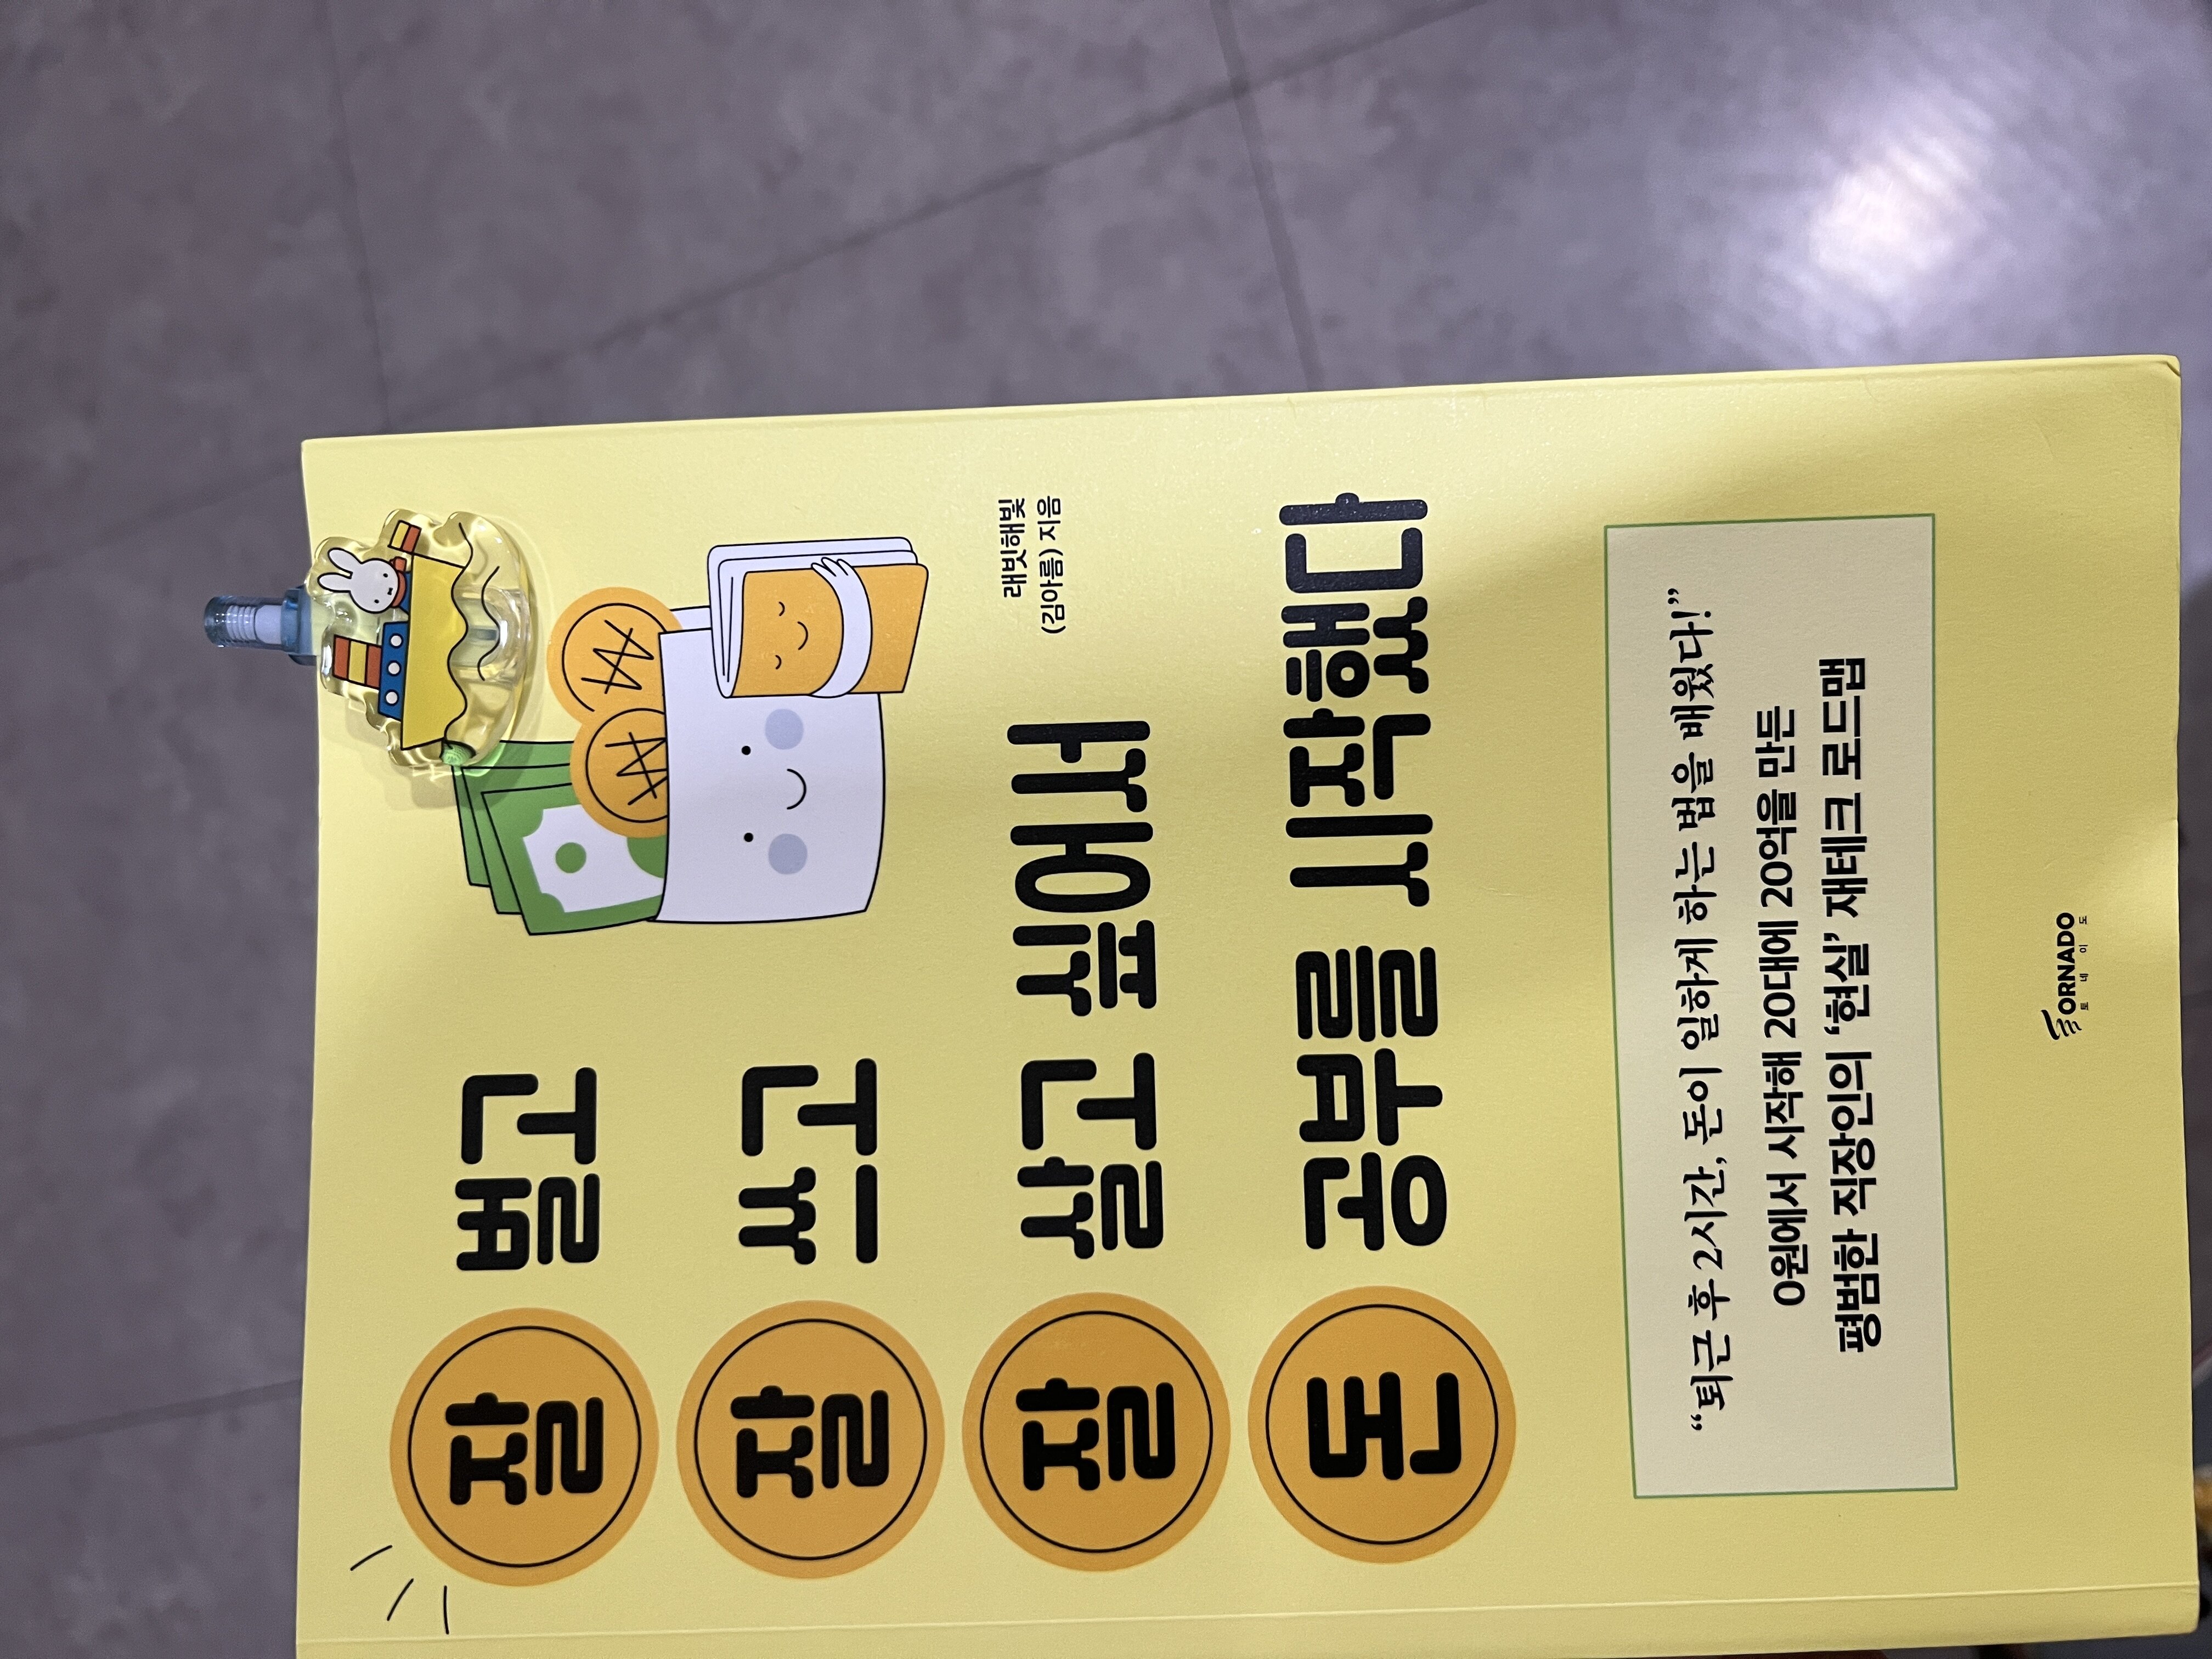 잘 벌고
잘 쓰고
잘 살고 싶어서
돈 공부를 시작했다
래빗해빛
(김아름) 지음
“퇴근 후 2시간, 돈이 일하게 하는 법을 배웠다!”
0원에서 시작해 20대에 20억을 만든
평범한 직장인의 ‘현실’ 재테크 로드맵
TORNADO
토네이도